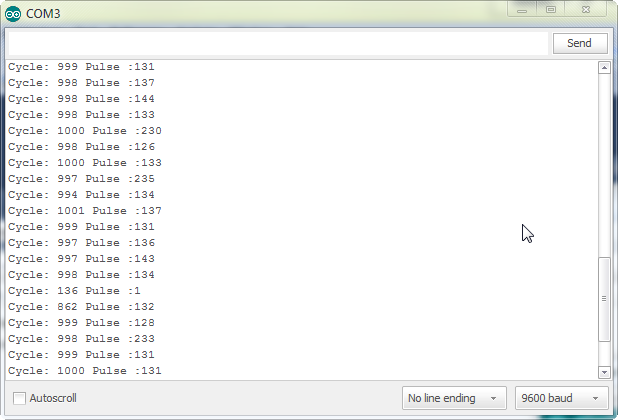 COM3
Send
Cycle: 999 Pulse :131
Cycle: 998 Pulse :137
Cycle: 998 Pulse :144
Cycle: 998 Pulse :133
Cycle: 1000 Pulse :230
Cycle: 998 Pulse :126
Cycle: 1000 Pulse :133
Cycle: 997 Pulse :235
Cycle: 994 Pulse :134
Cycle: 1001 Pulse :137
Cycle: 999 Pulse :131
Cycle: 997 Pulse :136
Cycle: 997 Pulse :143
Cycle: 998 Pulse :134
Cycle: 136 Pulse :1
Cycle: 862 Pulse :132
Cycle: 999 Pulse :128
Cycle: 998 Pulse :233
Cycle: 999 Pulse :131
Cycle: 1000 Pulse :131
Autoscroll No line ending 9600 baud